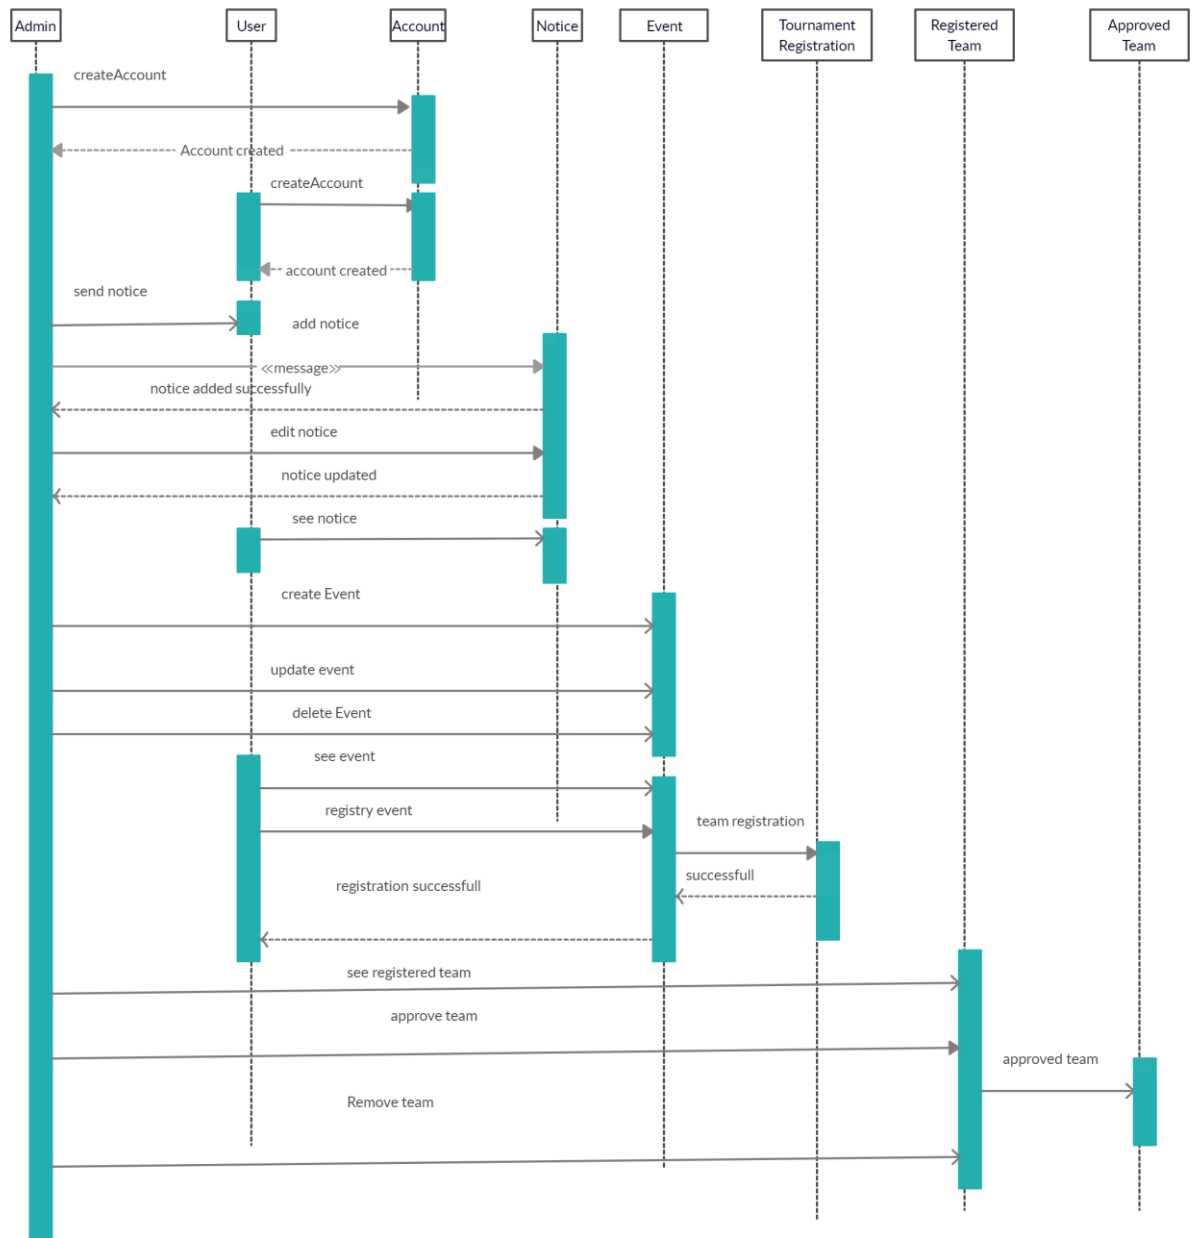 Admin
User
Account
Notice
Event
Tournament
Registration
Registered
Team
Approved
Team
createAccount
Account created
createAccount
account created
send notice
add notice
≪message≫
notice added successfully
edit notice
notice updated
see notice
create Event
update event
delete Event
see event
registry event
team registration
successfull
registration successfull
see registered team
approve team
approved team
Remove team